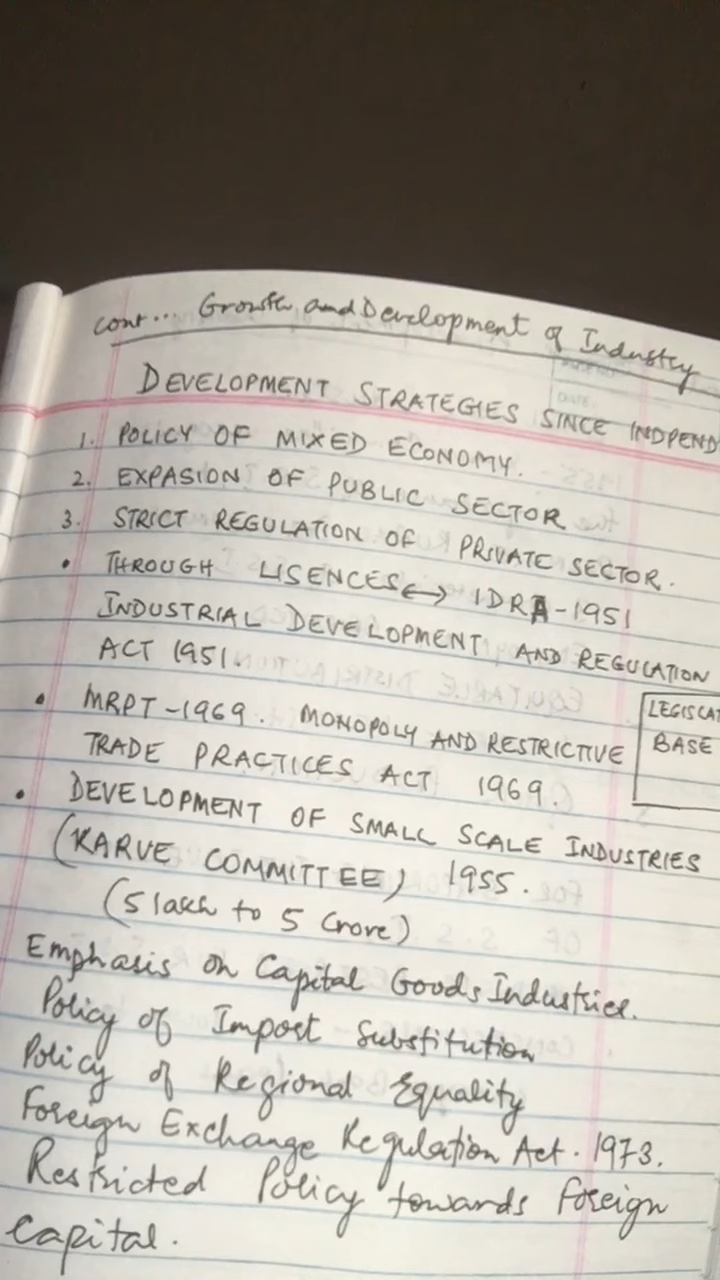 cont... Growth and Development of Industry
DEVELOPMENT STRATEGIES SINCE INDPEND
1. POLICY OF MIXED ECONOMY.
2. EXPASION OF PUBLIC SECTOR
3. STRICT REGULATION OF PRIVATE SECTOR.
• THROUGH LISENCES ↔ IDRA-1951
INDUSTRIAL DEVELOPMENT AND REGULATION
ACT 1951.
• MRPT-1969. MONOPOLY AND RESTRICTIVE
TRADE PRACTICES ACT 1969.
LEGISLAT
BASE
• DEVELOPMENT OF SMALL SCALE INDUSTRIES
(KARVE COMMITTEE) 1955.
(5 lakh to 5 Crore)
Emphasis on Capital Goods Industries.
Policy of Import Substitution
Policy of Regional Equality
Foreign Exchange Regulation Act. 1973.
Restricted Policy towards foreign
capital.